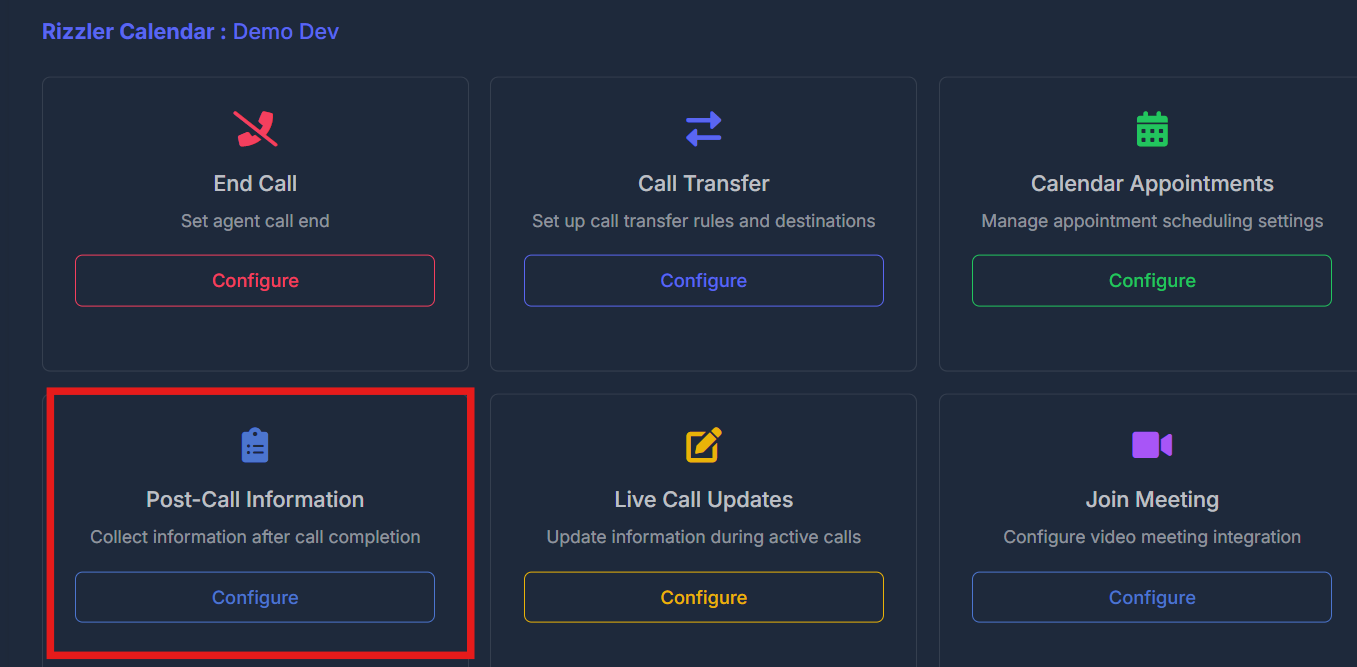 Rizzler Calendar : Demo Dev
End Call
Set agent call end
Configure
Call Transfer
Set up call transfer rules and destinations
Configure
Calendar Appointments
Manage appointment scheduling settings
Configure
Post-Call Information
Collect information after call completion
Configure
Live Call Updates
Update information during active calls
Configure
Join Meeting
Configure video meeting integration
Configure